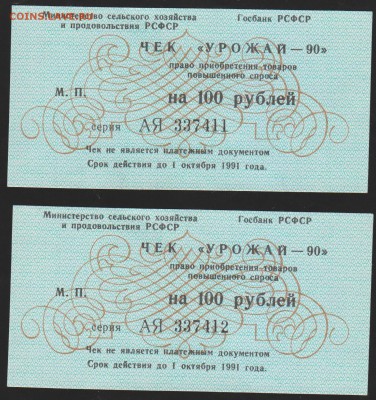 COINSS.AVE.RU
Министерство сельского хозяйства
и продовольствия РСФСР
Госбанк РСФСР
ЧЕК «УРОЖАЙ—90»
право приобретения товаров
повышенного спроса
М. П.
на 100 рублей
серия АЯ 337411
Чек не является платежным документом
Срок действия до 1 октября 1991 года.
Министерство сельского хозяйства
и продовольствия РСФСР
Госбанк РСФСР
ЧЕК «УРОЖАЙ—90»
право приобретения товаров
повышенного спроса
М. П.
на 100 рублей
серия АЯ 337412
Чек не является платежным документом
Срок действия до 1 октября 1991 года.